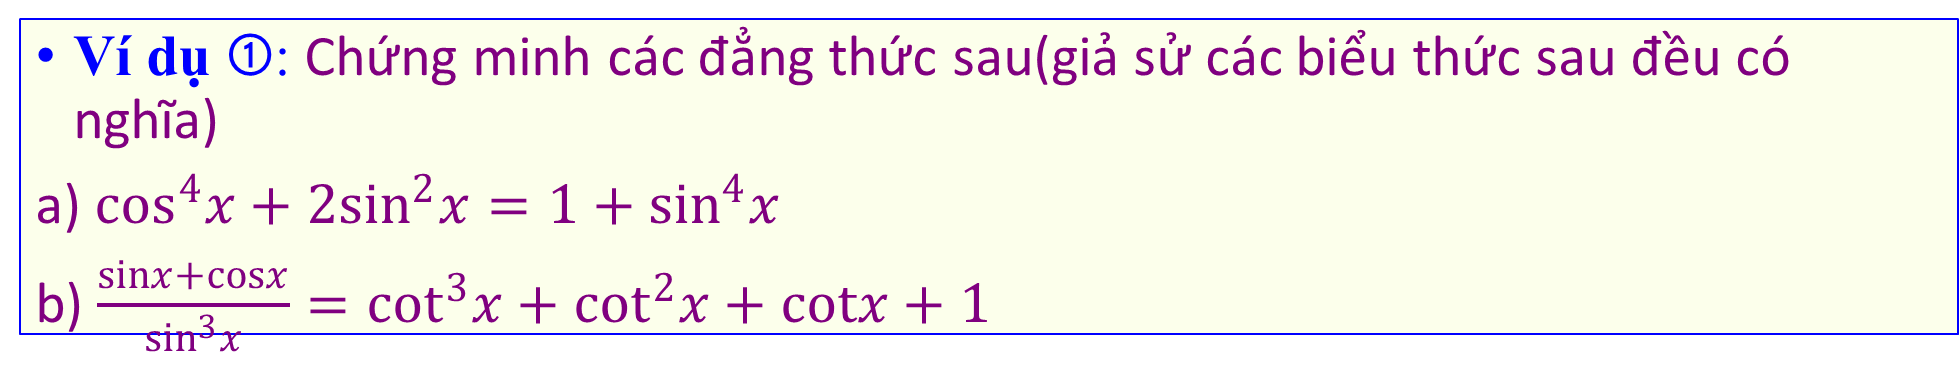 • Ví dụ ①: Chứng minh các đẳng thức sau(giả sử các biểu thức sau đều có
nghĩa)
a) cos⁴x + 2sin²x = 1 + sin⁴x
b) \frac{sinx+cosx}{sin³x} = cot³x + cot²x + cotx + 1